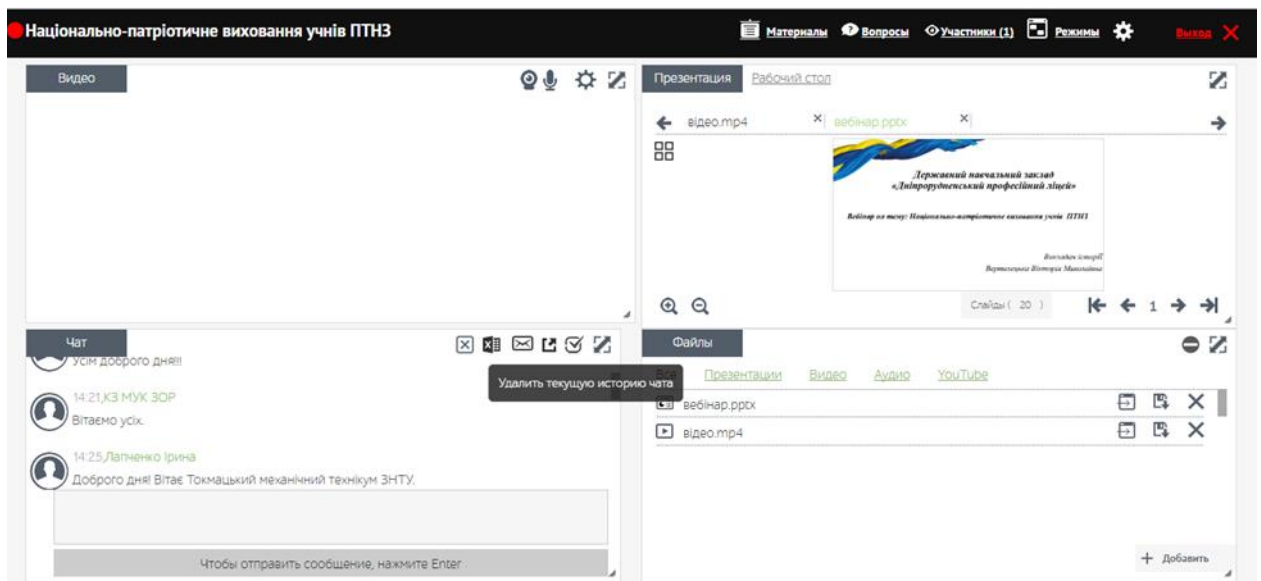 Національно-патріотичне виховання учнів ПТНЗ
Материалы Вопросы Участники (1) Режимы Выход
Видео
Презентация Рабочий стол
відео.mp4 вебінар.pptx
Державний навчальний заклад
«Дніпрорудненський професійний ліцей»
Вебінар на тему: Національно-патріотичне виховання учнів ПТНЗ
Викладач історії
Вікторія Миколаївна
Слайды ( 20 ) 1
Чат
Усім доброго дня!!!
Удалить текущую историю чата
14:21,КЗ МУК ЗОР
Вітаємо усіх.
14:25,Лапченко Ірина
Доброго дня! Вітає Токмацький механічний технікум ЗНТУ.
Чтобы отправить сообщение, нажмите Enter
Файлы
Все Презентации Видео Аудио YouTube
вебінар.pptx
відео.mp4
+ Добавить